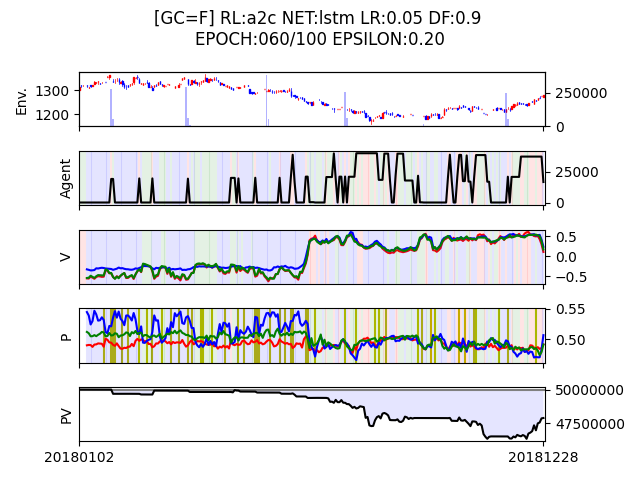 [GC=F] RL:a2c NET:lstm LR:0.05 DF:0.9
EPOCH:060/100 EPSILON:0.20
Env.
1300
1200
250000
0
Agent
25000
0
V
0.5
0.0
−0.5
P
0.55
0.50
PV
50000000
47500000
20180102
20181228